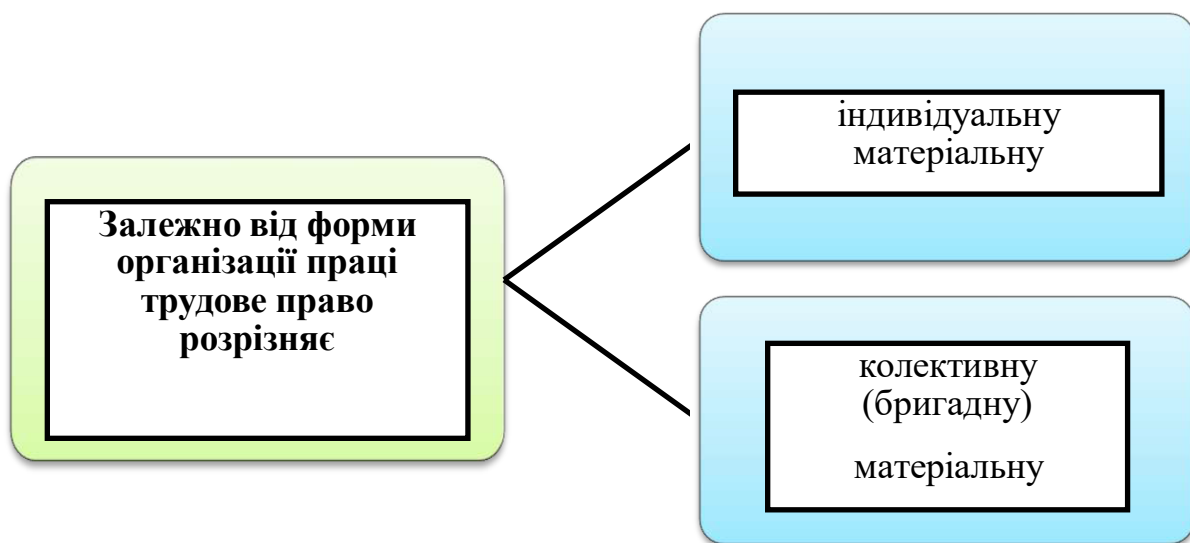 Залежно від форми
організації праці
трудове право
розрізняє
індивідуальну
матеріальну
колективну
(бригадну)
матеріальну